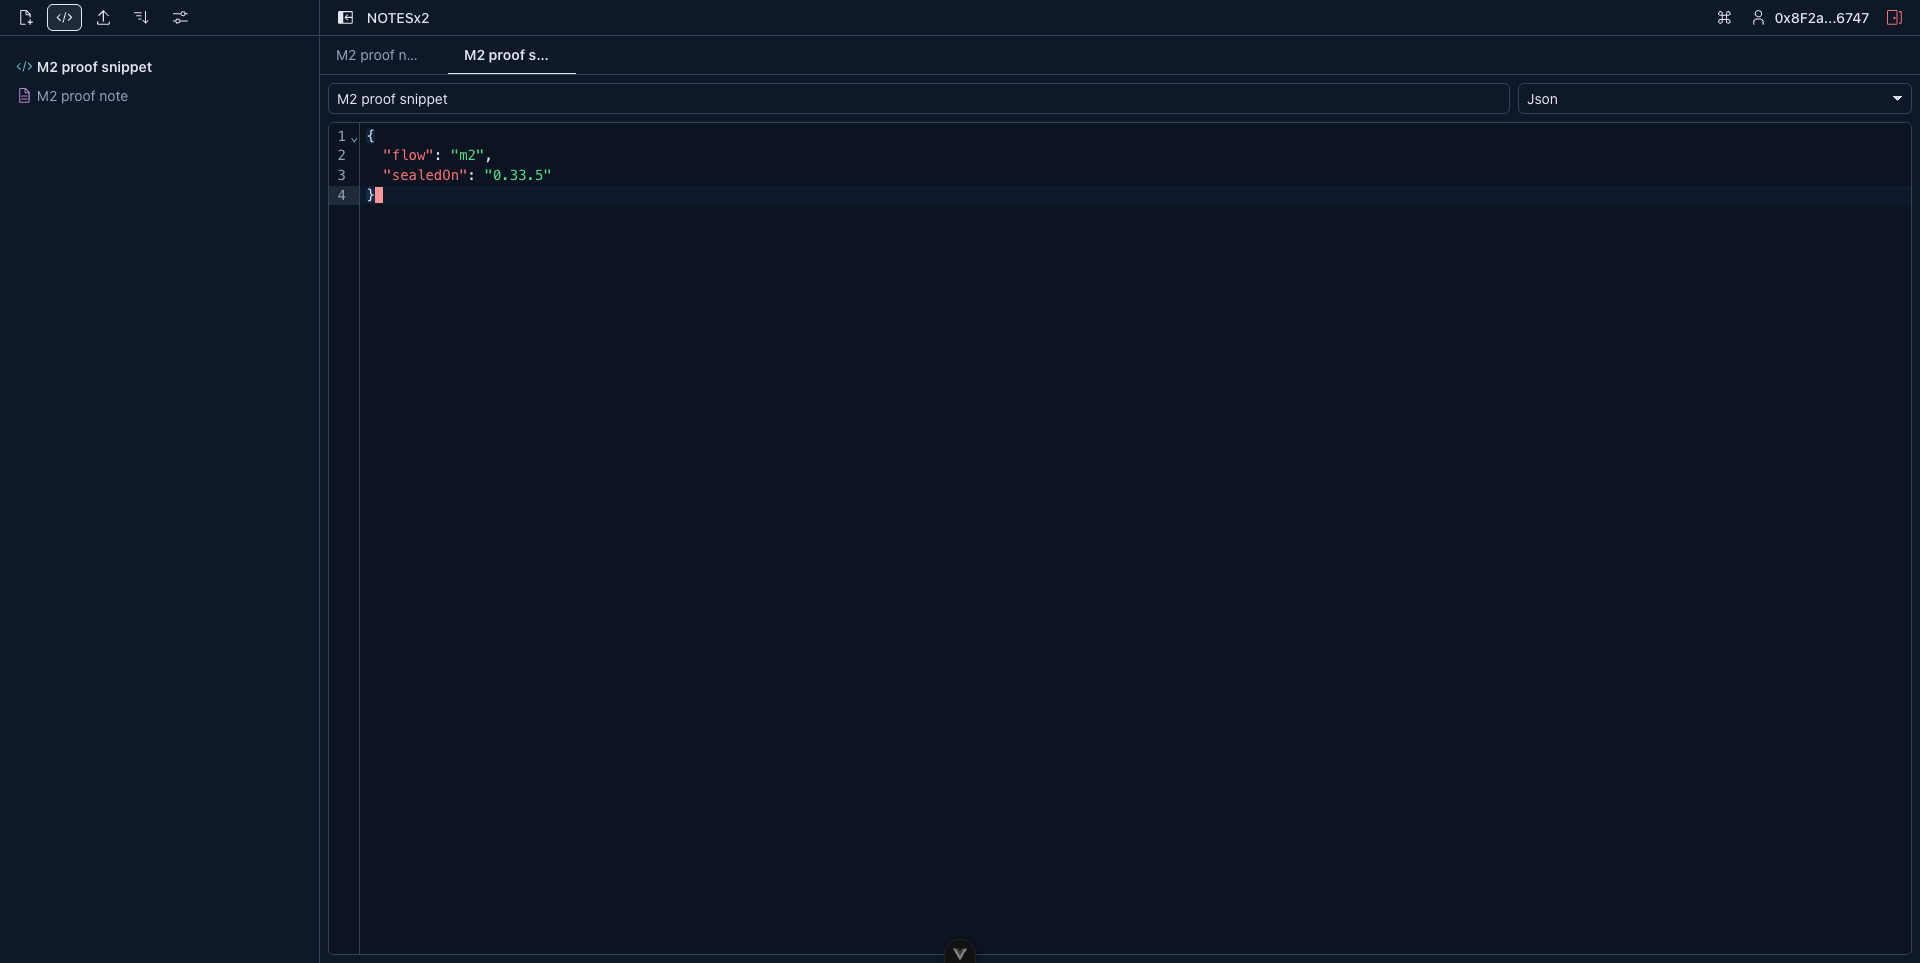 NOTESx2
0x8F2a...6747
M2 proof snippet
M2 proof note
M2 proof n...
M2 proof s...
M2 proof snippet
Json
1 {
2 "flow": "m2",
3 "sealedOn": "0.33.5"
4 }